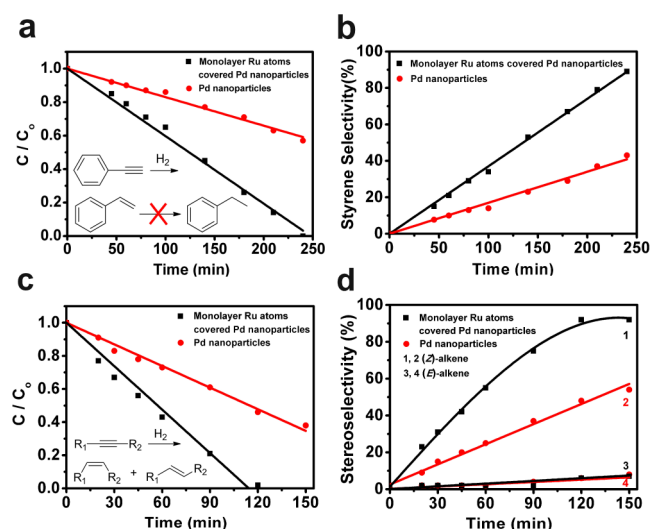 a
Monolayer Ru atoms
covered Pd nanoparticles
Pd nanoparticles
H2
C / Co
1.0
0.8
0.6
0.4
0.2
0.0
0 50 100 150 200 250
Time (min)
b
Monolayer Ru atoms
covered Pd nanoparticles
Pd nanoparticles
Styrene Selectivity(%)
100
80
60
40
20
0
0 50 100 150 200 250
Time (min)
c
Monolayer Ru atoms
covered Pd nanoparticles
Pd nanoparticles
R1 R2 H2
R1 R2 + R1 R2
C / Co
1.0
0.8
0.6
0.4
0.2
0.0
0 30 60 90 120 150
Time (min)
d
Monolayer Ru atoms
covered Pd nanoparticles
Pd nanoparticles
1, 2 (Z)-alkene
3, 4 (E)-alkene
1
2
3
4
Stereoselectivity (%)
100
80
60
40
20
0
0 30 60 90 120 150
Time (min)